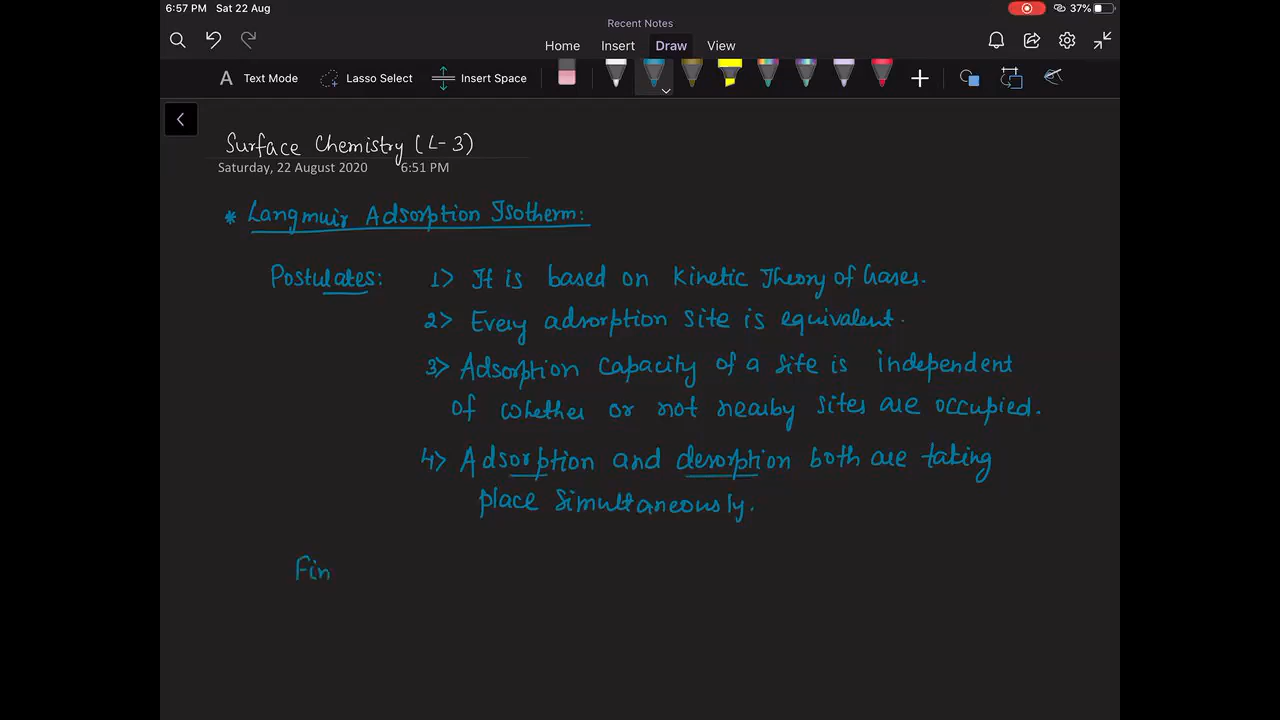 6:57 PM Sat 22 Aug
37%
Recent Notes
Home Insert Draw View
Text Mode Lasso Select Insert Space
Surface Chemistry (L-3)
Saturday, 22 August 2020 6:51 PM
* Langmuir Adsorption Isotherm:
Postulates: 1> It is based on Kinetic Theory of Gases.
2> Every adsorption site is equivalent.
3> Adsorption capacity of a site is independent
of whether or not nearby sites are occupied.
4> Adsorption and desorption both are taking
place simultaneously.
Fin